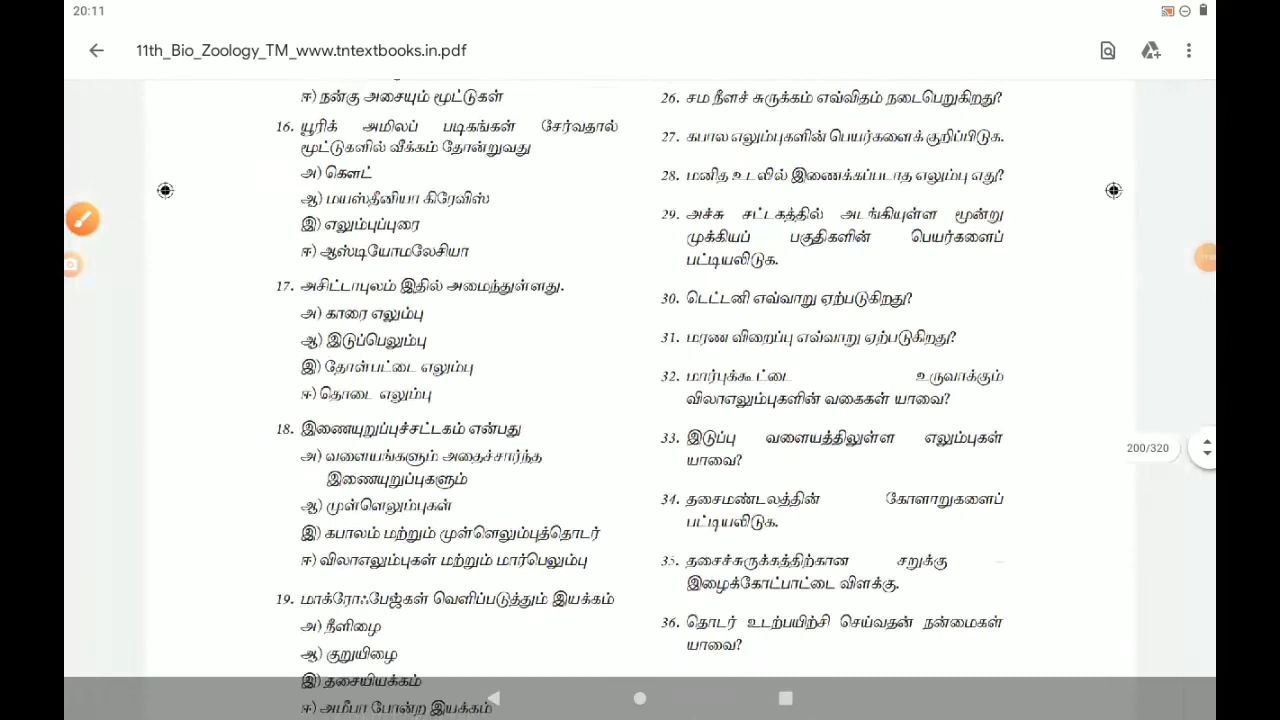 20:11
11th_Bio_Zoology_TM_www.tntextbooks.in.pdf
ஈ) நன்கு அசையும் மூட்டுகள்
16. யூரிக் அமிலப் படிகங்கள் சேர்வதால்
மூட்டுகளில் வீக்கம் தோன்றுவது
அ) கௌட்
ஆ) மயஸ்தீனியா கிரேவிஸ்
இ) எலும்புப்புரை
ஈ) ஆஸ்டியோமலேசியா
17. அசிட்டாபுலம் இதில் அமைந்துள்ளது.
அ) காரை எலும்பு
ஆ) இடுப்பெலும்பு
இ) தோள்பட்டை எலும்பு
ஈ) தொடை எலும்பு
18. இணையுறுப்புச்சட்டகம் என்பது
அ) வளையங்களும் அதைச்சார்ந்த
இணையுறுப்புகளும்
ஆ) முள்ளெலும்புகள்
இ) கபாலம் மற்றும் முள்ளெலும்புத்தொடர்
ஈ) விலாஎலும்புகள் மற்றும் மார்பெலும்பு
19. மாக்ரோஃபேஜ்கள் வெளிப்படுத்தும் இயக்கம்
அ) நீளிழை
ஆ) குறுயிழை
இ) தசையியக்கம்
ஈ) அமீபா போன்ற இயக்கம்
26. சம நீளச் சுருக்கம் எவ்விதம் நடைபெறுகிறது?
27. கபால எலும்புகளின் பெயர்களைக் குறிப்பிடுக.
28. மனித உடலில் இணைக்கப்படாத எலும்பு எது?
29. அச்சு சட்டகத்தில் அடங்கியுள்ள மூன்று
முக்கியப் பகுதிகளின் பெயர்களைப்
பட்டியலிடுக.
30. டெட்டனி எவ்வாறு ஏற்படுகிறது?
31. மரண விறைப்பு எவ்வாறு ஏற்படுகிறது?
32. மார்புக்கூட்டை உருவாக்கும்
விலாஎலும்புகளின் வகைகள் யாவை?
33. இடுப்பு வளையத்திலுள்ள எலும்புகள்
யாவை?
34. தசைமண்டலத்தின் கோளாறுகளைப்
பட்டியலிடுக.
35. தசைச்சுருக்கத்திற்கான சறுக்கு
இழைக்கோட்பாட்டை விளக்கு.
36. தொடர் உடற்பயிற்சி செய்வதன் நன்மைகள்
யாவை?
200/320